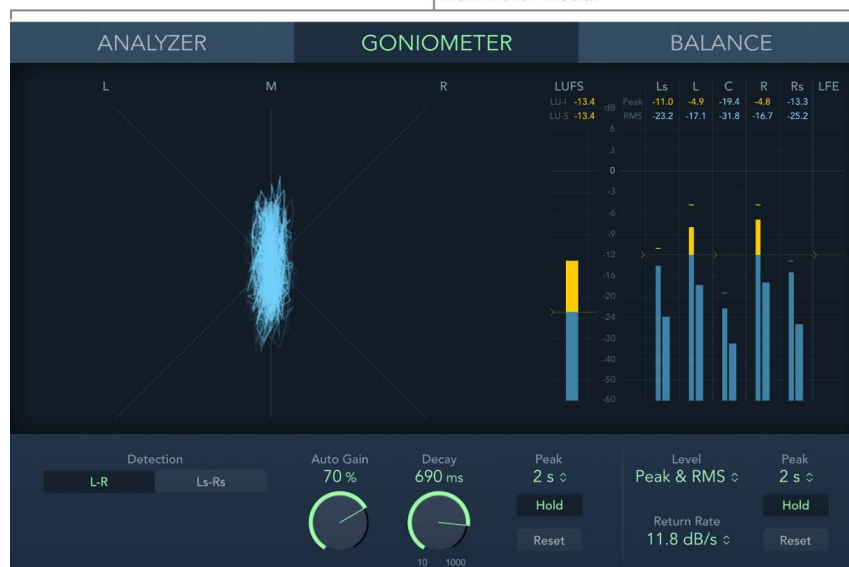 ANALYZER GONIOMETER BALANCE
L M R LUFS Ls L C R Rs LFE
LU-I -13.4 dB Peak -11.0 -4.9 -19.4 -4.8 -13.3
LU-S -13.4 RMS -23.2 -17.1 -31.8 -16.7 -25.2
6
3
0
-3
-6
-9
-12
-16
-20
-24
-30
-40
-50
-60
Detection Auto Gain Decay Peak Level Peak
L-R Ls-Rs 70 % 690 ms 2 s Peak & RMS 2 s
Hold Hold
Return Rate
Reset 11.8 dB/s Reset
10 1000